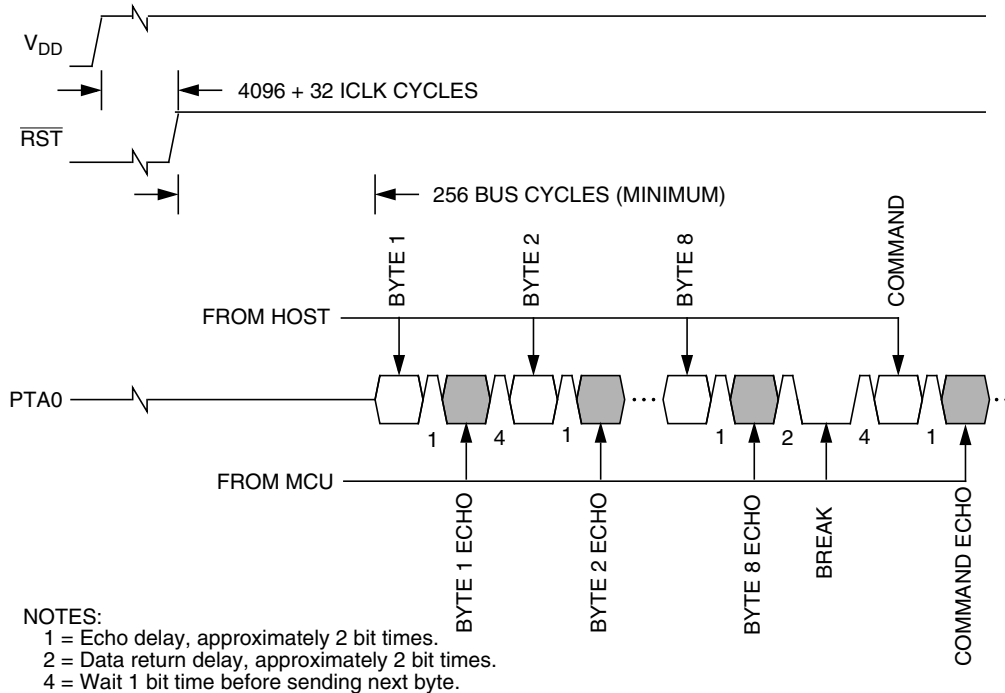 VDD
4096 + 32 ICLK CYCLES
RST
256 BUS CYCLES (MINIMUM)
BYTE 1
BYTE 2
BYTE 8
COMMAND
FROM HOST
PTA0
1
4
1
1
2
4
1
FROM MCU
BYTE 1 ECHO
BYTE 2 ECHO
BYTE 8 ECHO
BREAK
COMMAND ECHO
NOTES:
1 = Echo delay, approximately 2 bit times.
2 = Data return delay, approximately 2 bit times.
4 = Wait 1 bit time before sending next byte.